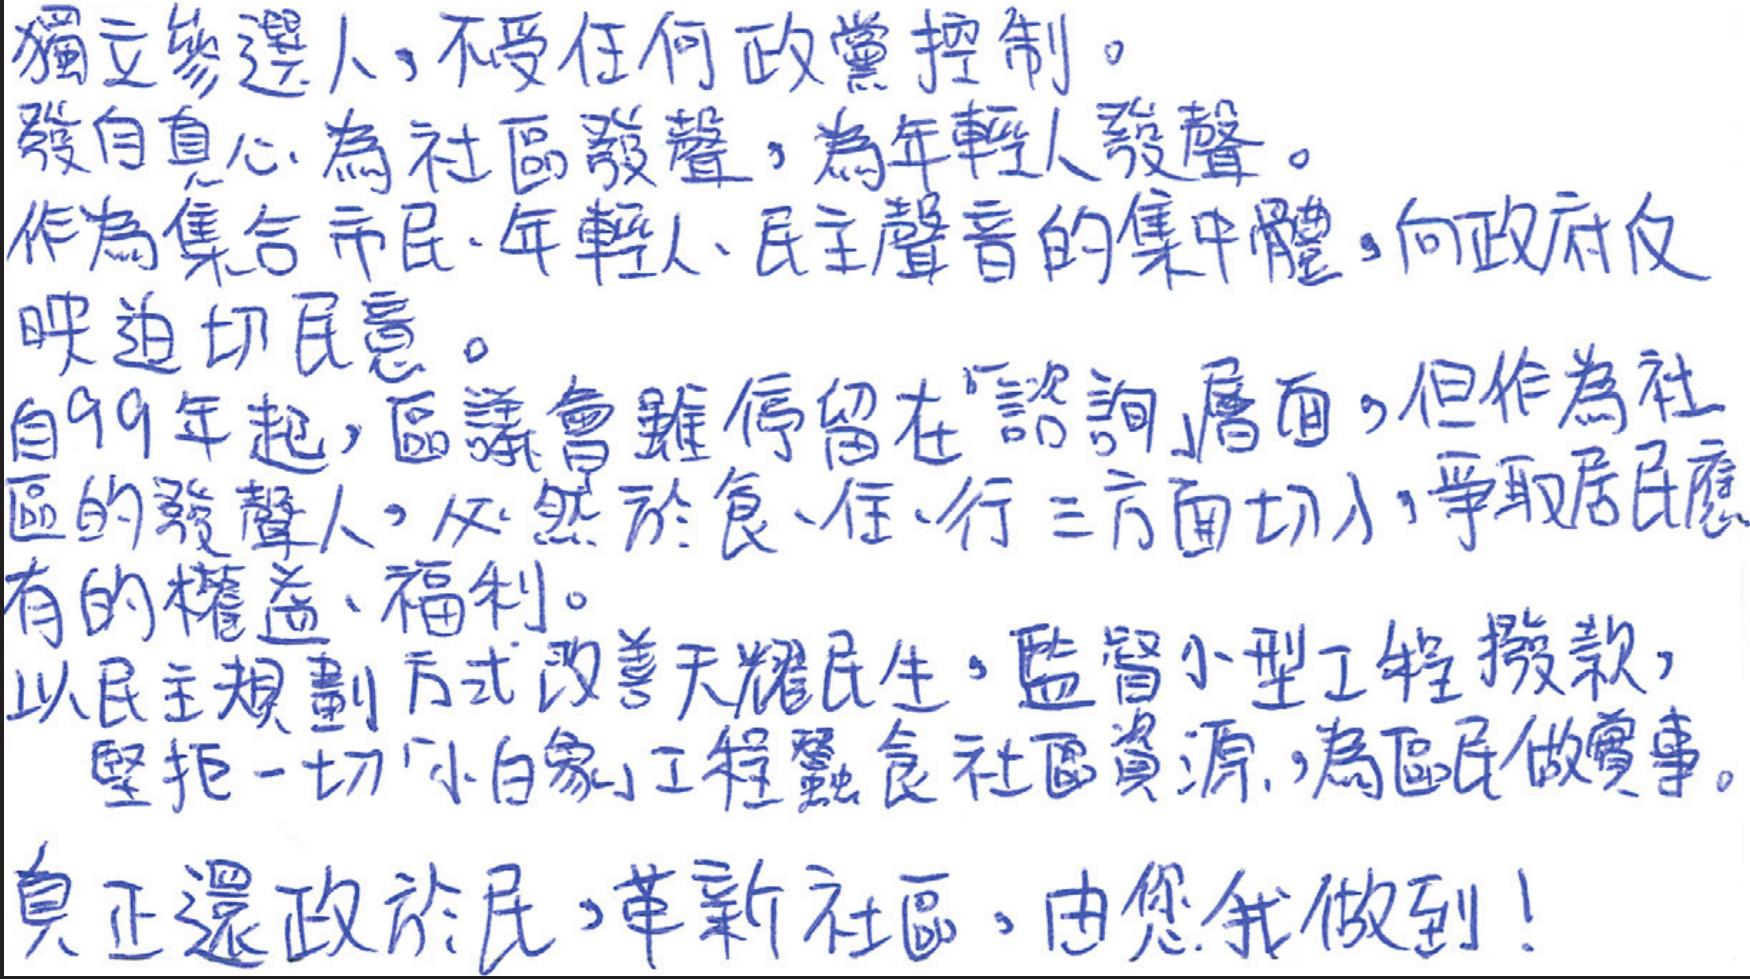 獨立參選人，不受任何政黨控制。
發自真心為社區發聲，為年輕人發聲。
作為集合市民、年輕人、民主聲音的集中體，向政府反
映迫切民意。
自99年起，區議會雖停留在「諮詢」層面，但作為社
區的發聲人，必然於食、住、行三方面切入，爭取居民應
有的權益、福利。
以民主規劃方式改善天耀民生，監督小型工程撥款，
堅拒一切「小白象」工程蠶食社區資源，為區民做實事。
真正還政於民，革新社區，由您我做到！